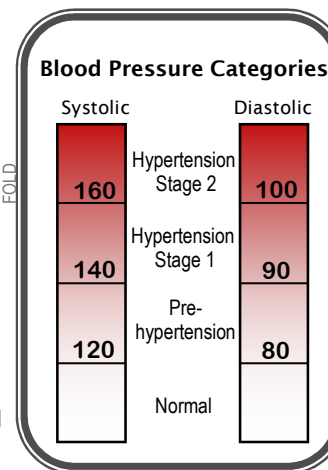 Blood Pressure Categories
Systolic
Diastolic
FOLD
Hypertension
Stage 2
160
100
Hypertension
Stage 1
140
90
Pre-
hypertension
120
80
Normal